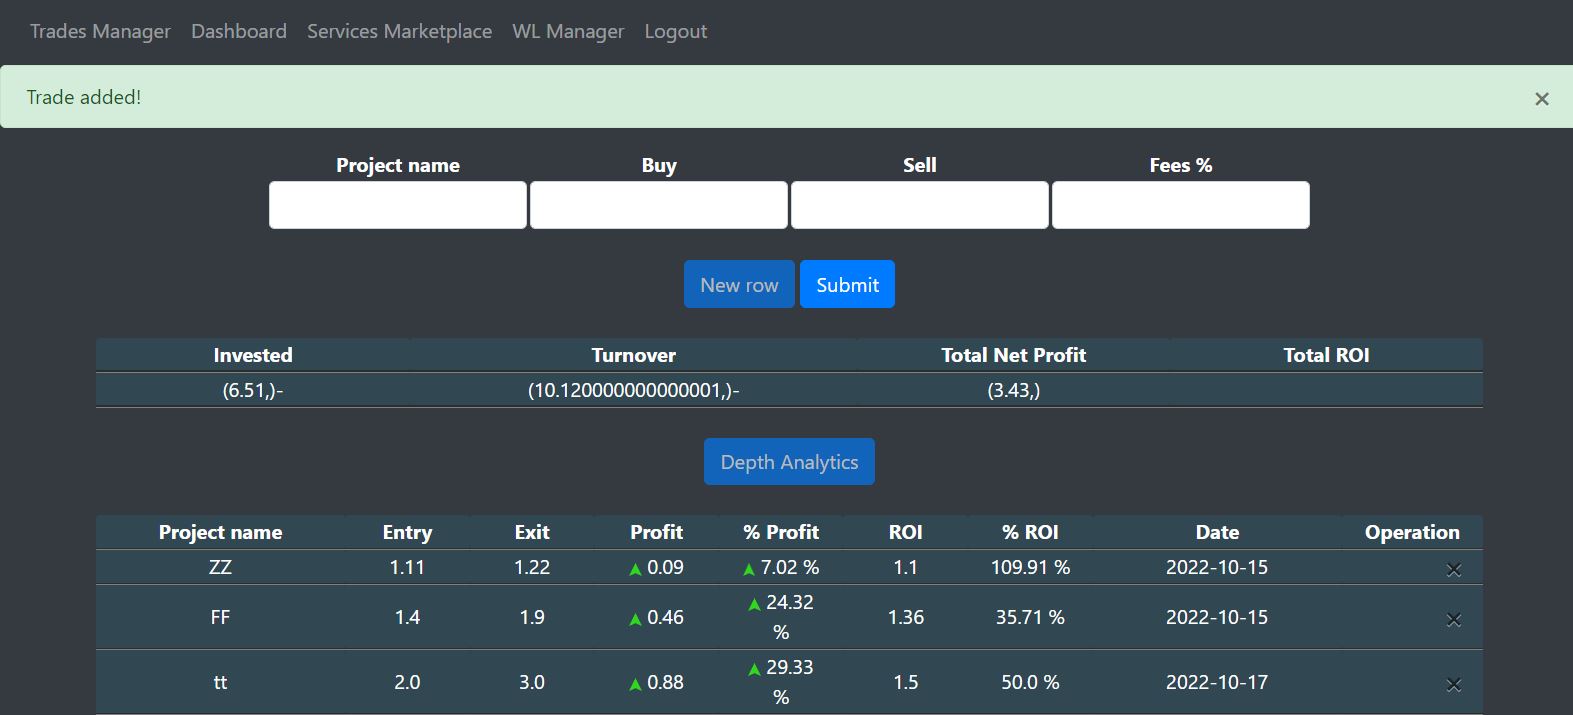 Trades Manager Dashboard Services Marketplace WL Manager Logout
Trade added!
×
Project name Buy Sell Fees %
New row Submit
Invested Turnover Total Net Profit Total ROI
(6.51,)- (10.120000000000001,)- (3.43,)
Depth Analytics
Project name Entry Exit Profit % Profit ROI % ROI Date Operation
ZZ 1.11 1.22 0.09 7.02 % 1.1 109.91 % 2022-10-15
FF 1.4 1.9 0.46 24.32 % 1.36 35.71 % 2022-10-15
tt 2.0 3.0 0.88 29.33 % 1.5 50.0 % 2022-10-17